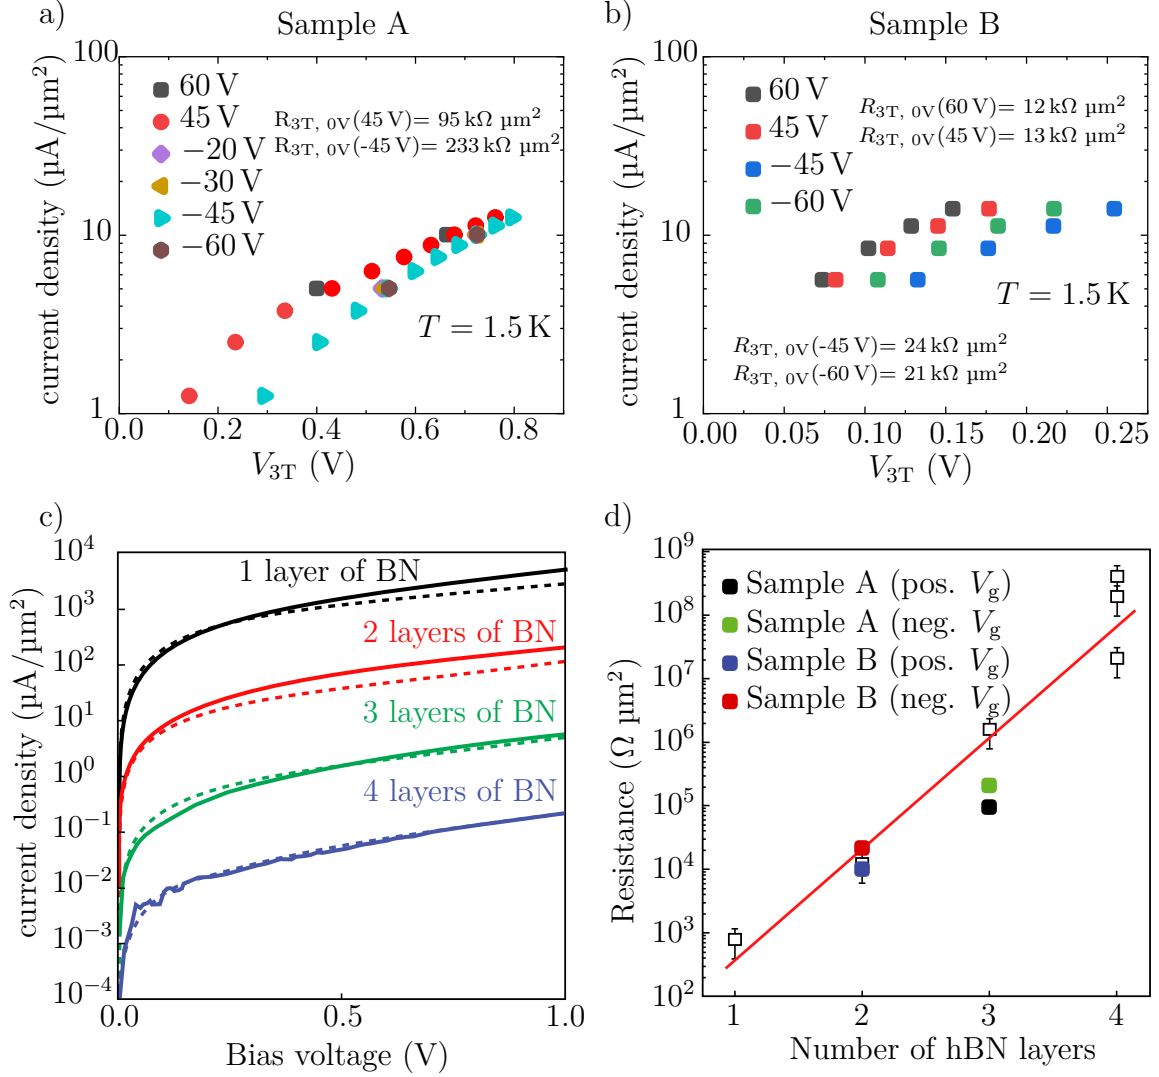 a)
Sample A
60 V
45 V
−20 V
−30 V
−45 V
−60 V
R3T, 0V(45 V)= 95 kΩ µm²
R3T, 0V(-45 V)= 233 kΩ µm²
T = 1.5 K
100
10
1
0.0 0.2 0.4 0.6 0.8
V3T (V)
current density (µA/µm²)
b)
Sample B
60 V
45 V
−45 V
−60 V
R3T, 0V(60 V)= 12 kΩ µm²
R3T, 0V(45 V)= 13 kΩ µm²
T = 1.5 K
R3T, 0V(-45 V)= 24 kΩ µm²
R3T, 0V(-60 V)= 21 kΩ µm²
100
10
1
0.00 0.05 0.10 0.15 0.20 0.25
V3T (V)
current density (µA/µm²)
c)
1 layer of BN
2 layers of BN
3 layers of BN
4 layers of BN
10⁴
10³
10²
10¹
10⁰
10⁻¹
10⁻²
10⁻³
10⁻⁴
0.0 0.5 1.0
Bias voltage (V)
current density (µA/µm²)
d)
Sample A (pos. Vg)
Sample A (neg. Vg
Sample B (pos. Vg)
Sample B (neg. Vg)
10⁹
10⁸
10⁷
10⁶
10⁵
10⁴
10³
10²
1 2 3 4
Number of hBN layers
Resistance (Ω µm²)